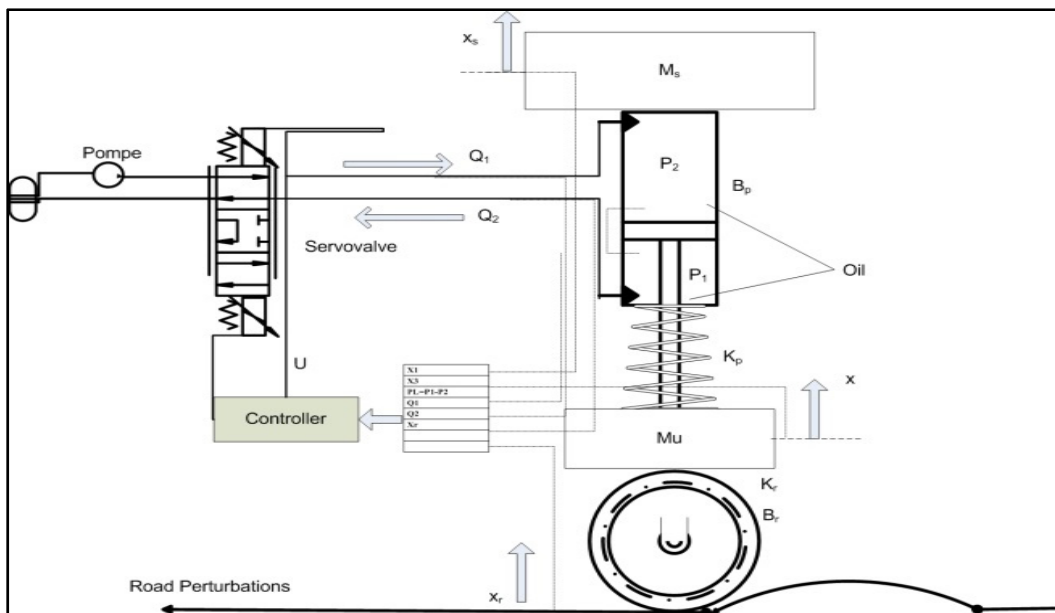 xs
Ms
Pompe
Q1
P2
Bp
Q2
Servovalve
P1
Oil
Kp
U
X1
X3
PL=P1-P2
Q1
Q2
Xr
x
Controller
Mu
Kr
Br
Road Perturbations
xr